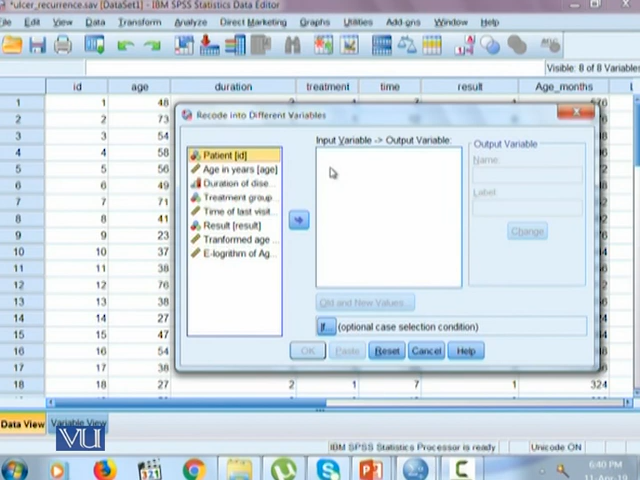 *ulcer_recurrence.sav [DataSet1] - IBM SPSS Statistics Data Editor
File Edit View Data Transform Analyze Direct Marketing Graphs Utilities Add-ons Window Help
Visible: 8 of 8 Variables
id age duration treatment time result Age_months
1 1 48
2 2 73
3 3 54
4 4 58
5 5 56
6 6 49
7 7 71
8 8 41
9 9 23
10 10 37
11 11 38
12 12 76
13 13 38
14 14 27
15 15 47
16 16 54
17 17 38
18 18 27 2 1 7 1 324
Recode into Different Variables
Input Variable -> Output Variable:
Patient [id]
Age in years [age]
Duration of dise...
Treatment group...
Time of last visit...
Result [result]
Tranformed age...
E-logrithm of Ag...
Output Variable
Name:
Label:
Change
Old and New Values...
If... (optional case selection condition)
OK Paste Reset Cancel Help
Data View Variable View
VU
IBM SPSS Statistics Processor is ready Unicode ON
321
6:40 PM
11-Apr-19